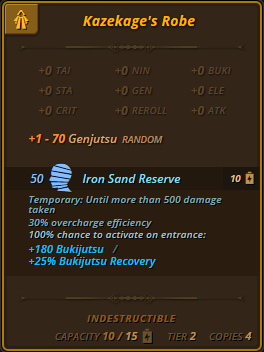 Kazekage's Robe
+0 TAI +0 NIN +0 BUKI
+0 STA +0 GEN +0 ELE
+0 CRIT +0 REROLL +0 ATK
+1 - 70 Genjutsu RANDOM
50 Iron Sand Reserve 10
Temporary: Until more than 500 damage
taken
30% overcharge efficiency
100% chance to activate on entrance:
+180 Bukijutsu /
+25% Bukijutsu Recovery
INDESTRUCTIBLE
CAPACITY 10 / 15 TIER 2 COPIES 4